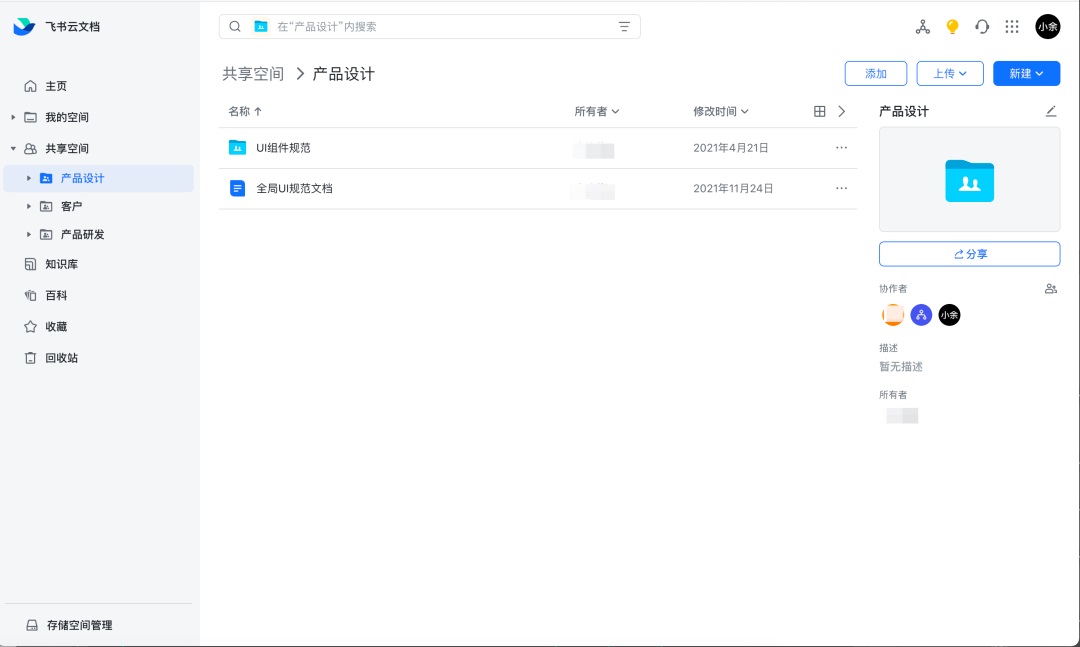 飞书云文档
在“产品设计”内搜索
小余
主页
我的空间
共享空间
产品设计
客户
产品研发
知识库
百科
收藏
回收站
存储空间管理
共享空间 > 产品设计
添加
上传
新建
名称 所有者 修改时间
UI组件规范 2021年4月21日
全局UI规范文档 2021年11月24日
产品设计
分享
协作者
小余
描述
暂无描述
所有者